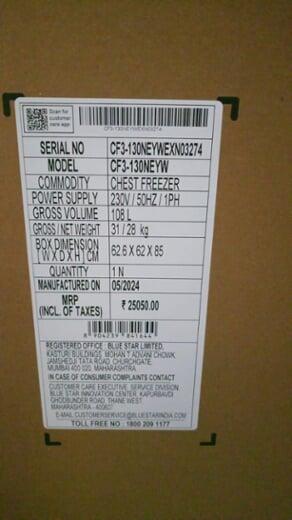 Scan for
customer
care app
CF3-130NEYWEXN03274
SERIAL NO CF3-130NEYWEXN03274
MODEL CF3-130NEYW
COMMODITY CHEST FREEZER
POWER SUPPLY 230V / 50HZ / 1PH
GROSS VOLUME 108 L
GROSS / NET WEIGHT 31 / 28 kg
BOX DIMENSION
[ W X D X H ] CM 62.6 X 62 X 85
QUANTITY 1 N
MANUFACTURED ON 05/2024
MRP
(INCL. OF TAXES) ₹ 25050.00
8 904239 841644
REGISTERED OFFICE : BLUE STAR LIMITED,
KASTURI BUILDINGS, MOHAN T ADVANI CHOWK,
JAMSHEDJI TATA ROAD, CHURCHGATE,
MUMBAI 400 020, MAHARASHTRA.
IN CASE OF CONSUMER COMPLAINTS CONTACT
CUSTOMER CARE EXECUTIVE, SERVICE DIVISION,
BLUE STAR INNOVATION CENTER, KAPURBAVDI
GHODBUNDER ROAD, THANE WEST,
MAHARASHTRA - 400607
E-MAIL:CUSTOMERSERVICE@BLUESTARINDIA.COM
TOLL FREE NO : 1800 209 1177